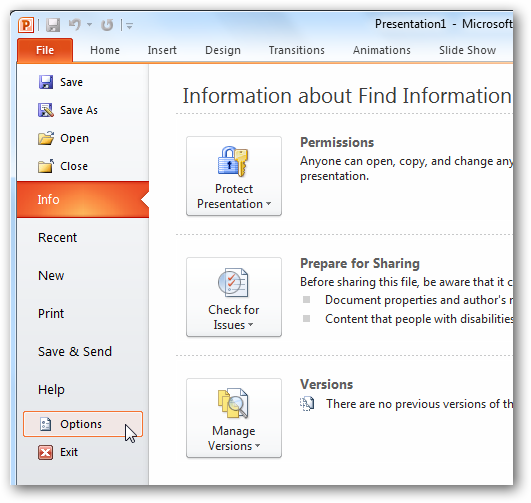 Presentation1 - Microsoft
File Home Insert Design Transitions Animations Slide Show
Save
Save As
Open
Close
Info
Recent
New
Print
Save & Send
Help
Options
Exit
Information about Find Information
Protect
Presentation
Permissions
Anyone can open, copy, and change any
presentation.
Check for
Issues
Prepare for Sharing
Before sharing this file, be aware that it c
Document properties and author's n
Content that people with disabilities
Manage
Versions
Versions
There are no previous versions of th